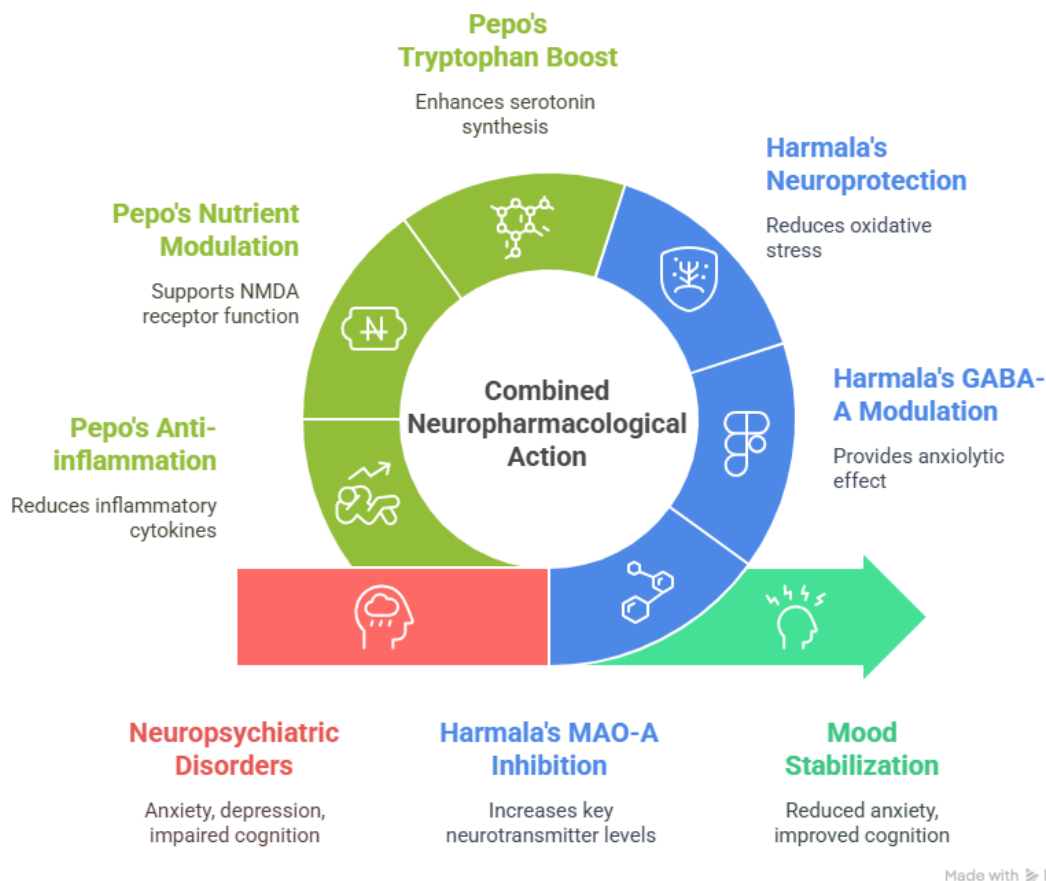 Pepo's
Tryptophan Boost
Enhances serotonin
synthesis
Harmala's
Neuroprotection
Reduces oxidative
stress
Pepo's Nutrient
Modulation
Supports NMDA
receptor function
Harmala's GABA-
A Modulation
Provides anxiolytic
effect
Combined
Neuropharmacological
Action
Pepo's Anti-
inflammation
Reduces inflammatory
cytokines
Neuropsychiatric
Disorders
Anxiety, depression,
impaired cognition
Harmala's MAO-A
Inhibition
Increases key
neurotransmitter levels
Mood
Stabilization
Reduced anxiety,
improved cognition
Made with